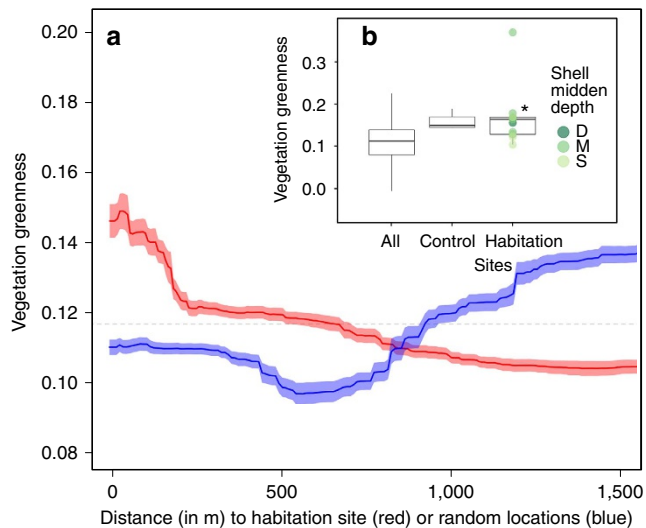 a
Vegetation greenness
0.20
0.18
0.16
0.14
0.12
0.10
0.08
0
500
1,000
1,500
Distance (in m) to habitation site (red) or random locations (blue)
b
Vegetation greenness
0.3
0.2
0.1
0.0
*
All
Control
Habitation
Sites
Shell
midden
depth
D
M
S